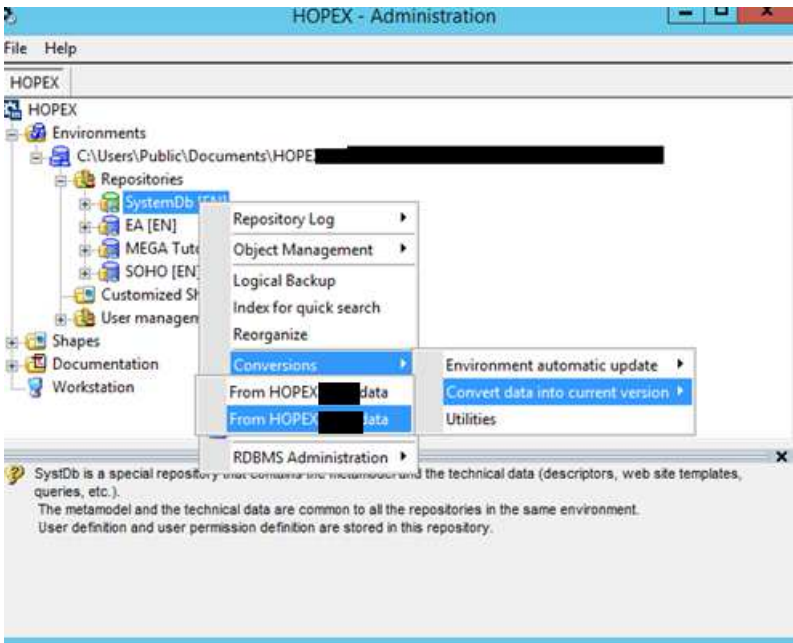 HOPEX - Administration
File Help
HOPEX
HOPEX
Environments
C:\Users\Public\Documents\HOPE
Repositories
SystemDb [EN]
EA [EN]
MEGA Tuto
SOHO [EN]
Customized Sh
User managen
Shapes
Documentation
Workstation
Repository Log
Object Management
Logical Backup
Index for quick search
Reorganize
Conversions
From HOPEX data
From HOPEX data
RDBMS Administration
Environment automatic update
Convert data into current version
Utilities
SystDb is a special repository that contains the metamodel and the technical data (descriptors, web site templates,
queries, etc.).
The metamodel and the technical data are common to all the repositories in the same environment.
User definition and user permission definition are stored in this repository.